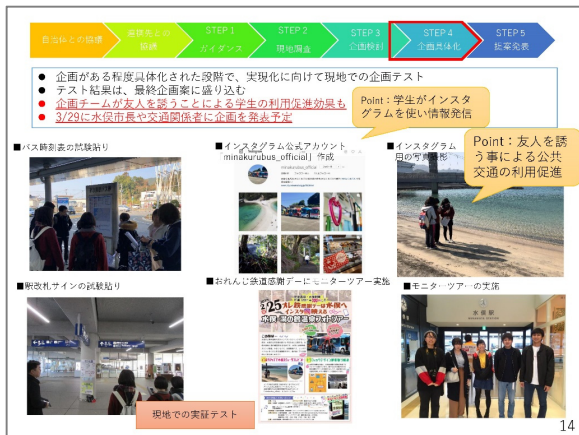 自治体との協議
STEP 1
ガイダンス
STEP 2
現地調査
STEP 3
企画検討
STEP 4
企画具体化
STEP 5
提案発表
● 企画がある程度具体化された段階で、実現化に向けて現地での企画テスト
● テスト結果は、最終企画案に盛り込む
● 企画チームが友人を誘うことによる学生の利用促進効果も
● 3/29に水俣市長や交通関係者に企画を発表予定
Point：学生がインスタ
グラムを使い情報発信
Point：友人を誘
う事による公共
交通の利用促進
■バス時刻表の試験貼り
■インスタグラム公式アカウント
「minakurubus_official」作成
■インスタグラム
用の写真撮影
minakurubus_official
■駅改札サインの試験貼り
■おれんじ鉄道感謝デーにモニターツアー実施
■モニターツアーの実施
水俣駅
現地での実証テスト
14